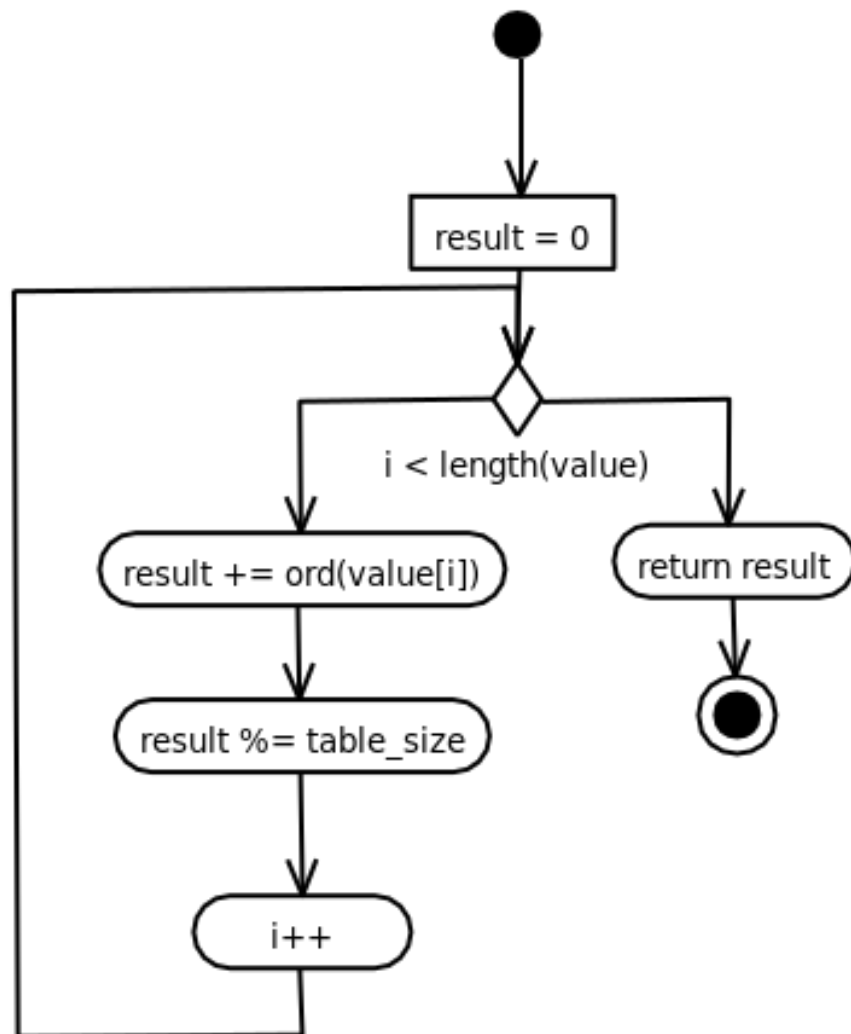 result = 0
i < length(value)
result += ord(value[i])
return result
result %= table_size
i++